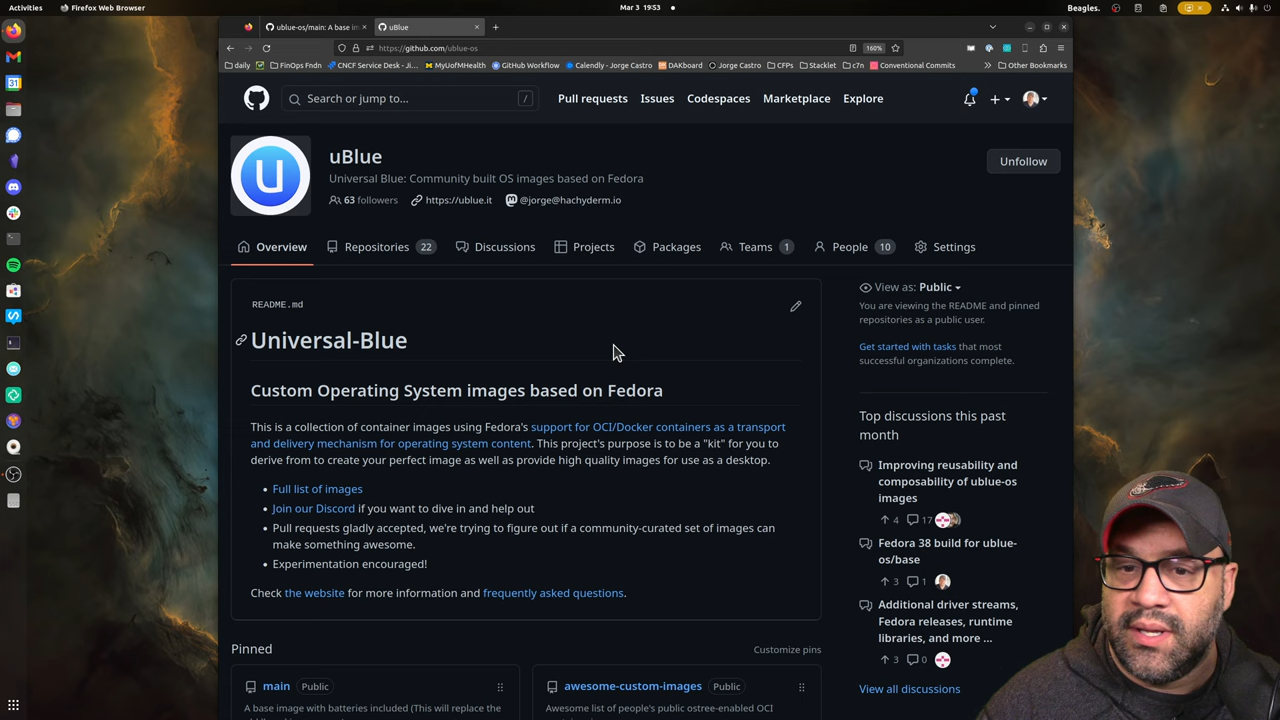 Activities
Firefox Web Browser
Mar 3 19:53
Beagles.
ublue-os/main: A base im
uBlue
https://github.com/ublue-os
160%
daily
FinOps Fndn
CNCF Service Desk - Ji...
MyUofMHealth
GitHub Workflow
Calendly - Jorge Castro
DAKboard
Jorge Castro
CFPs
Stacklet
c7n
Conventional Commits
Other Bookmarks
Search or jump to...
/
Pull requests
Issues
Codespaces
Marketplace
Explore
U
uBlue
Universal Blue: Community built OS images based on Fedora
63 followers
https://ublue.it
@jorge@hachyderm.io
Unfollow
Overview
Repositories 22
Discussions
Projects
Packages
Teams 1
People 10
Settings
README.md
Universal-Blue
Custom Operating System images based on Fedora
This is a collection of container images using Fedora's support for OCI/Docker containers as a transport
and delivery mechanism for operating system content. This project's purpose is to be a "kit" for you to
derive from to create your perfect image as well as provide high quality images for use as a desktop.
Full list of images
Join our Discord if you want to dive in and help out
Pull requests gladly accepted, we're trying to figure out if a community-curated set of images can
make something awesome.
Experimentation encouraged!
Check the website for more information and frequently asked questions.
Pinned
Customize pins
main Public
A base image with batteries included (This will replace the
awesome-custom-images Public
Awesome list of people's public ostree-enabled OCI
View as: Public
You are viewing the README and pinned
repositories as a public user.
Get started with tasks that most
successful organizations complete.
Top discussions this past
month
Improving reusability and
composability of ublue-os
images
4 17
Fedora 38 build for ublue-
os/base
3 1
Additional driver streams,
Fedora releases, runtime
libraries, and more ...
3 0
View all discussions